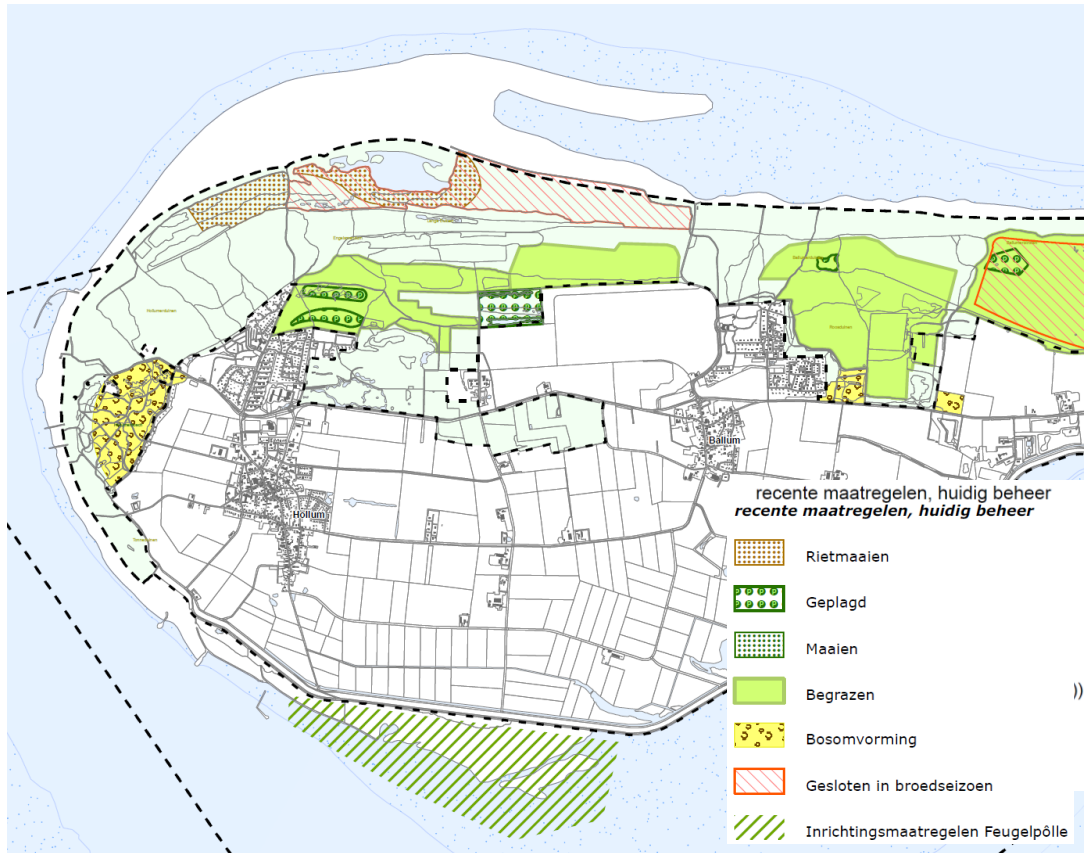 Hollumerduinen
Ballum
Hollum
recente maatregelen, huidig beheer
recente maatregelen, huidig beheer
Rietmaaien
Geplagd
Maaien
Begrazen
))
Bosomvorming
Gesloten in broedseizoen
Inrichtingsmaatregelen Feugelpôlle